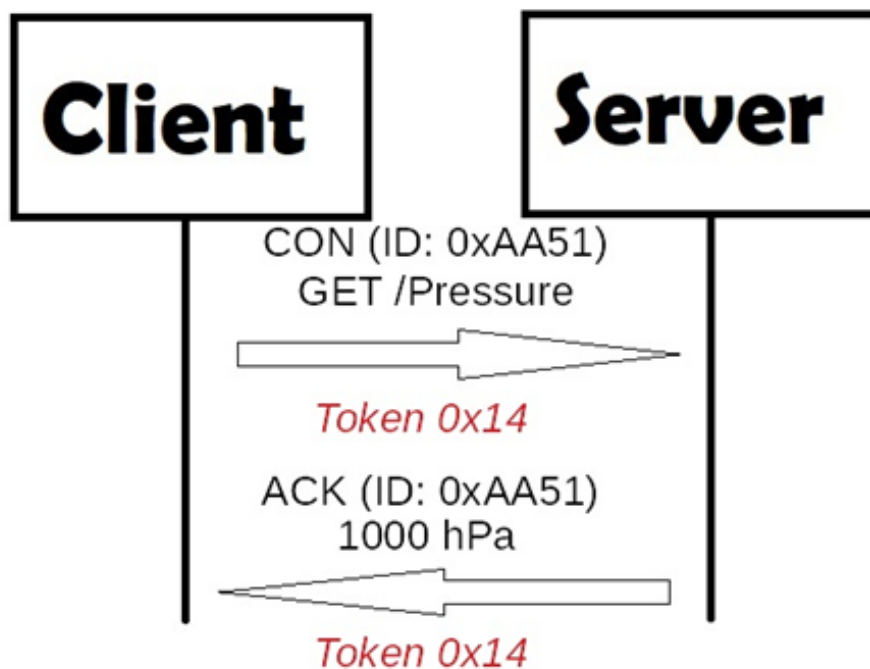 Client
Server
CON (ID: 0xAA51)
GET /Pressure
Token 0x14
ACK (ID: 0xAA51)
1000 hPa
Token 0x14